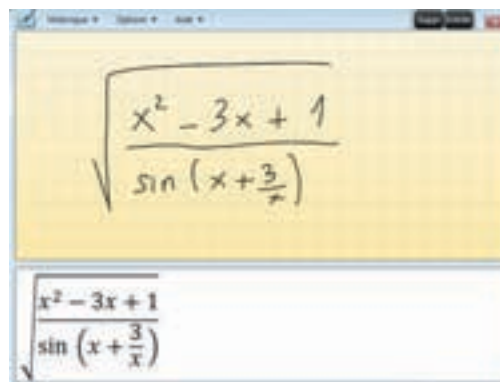 Historique Options Aide
√((x² - 3x + 1)/(sin (x + 3/x)))
√((x² − 3x + 1)/(sin (x + 3/x)))